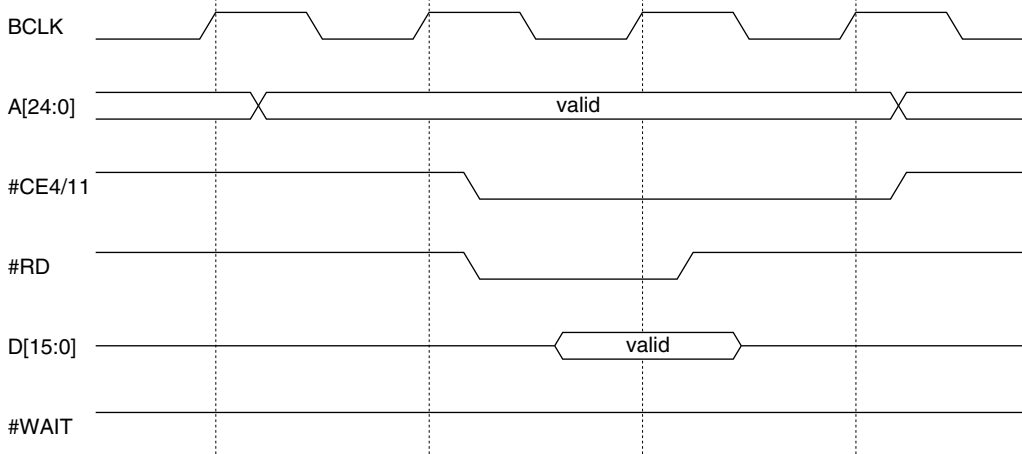 BCLK
A[24:0]
valid
#CE4/11
#RD
D[15:0]
valid
#WAIT